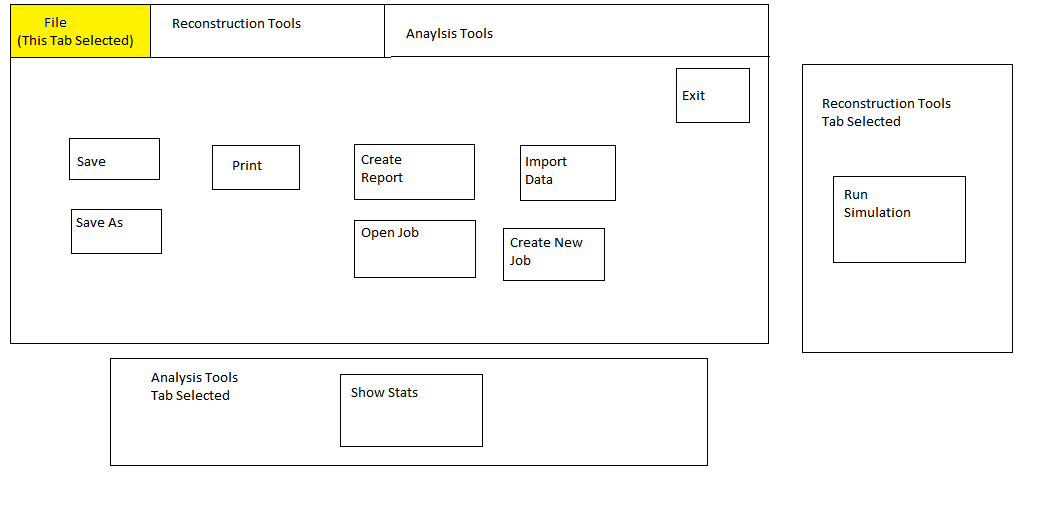 File
(This Tab Selected)
Reconstruction Tools
Anaylsis Tools
Exit
Save
Print
Create
Report
Import
Data
Save As
Open Job
Create New
Job
Reconstruction Tools
Tab Selected
Run
Simulation
Analysis Tools
Tab Selected
Show Stats